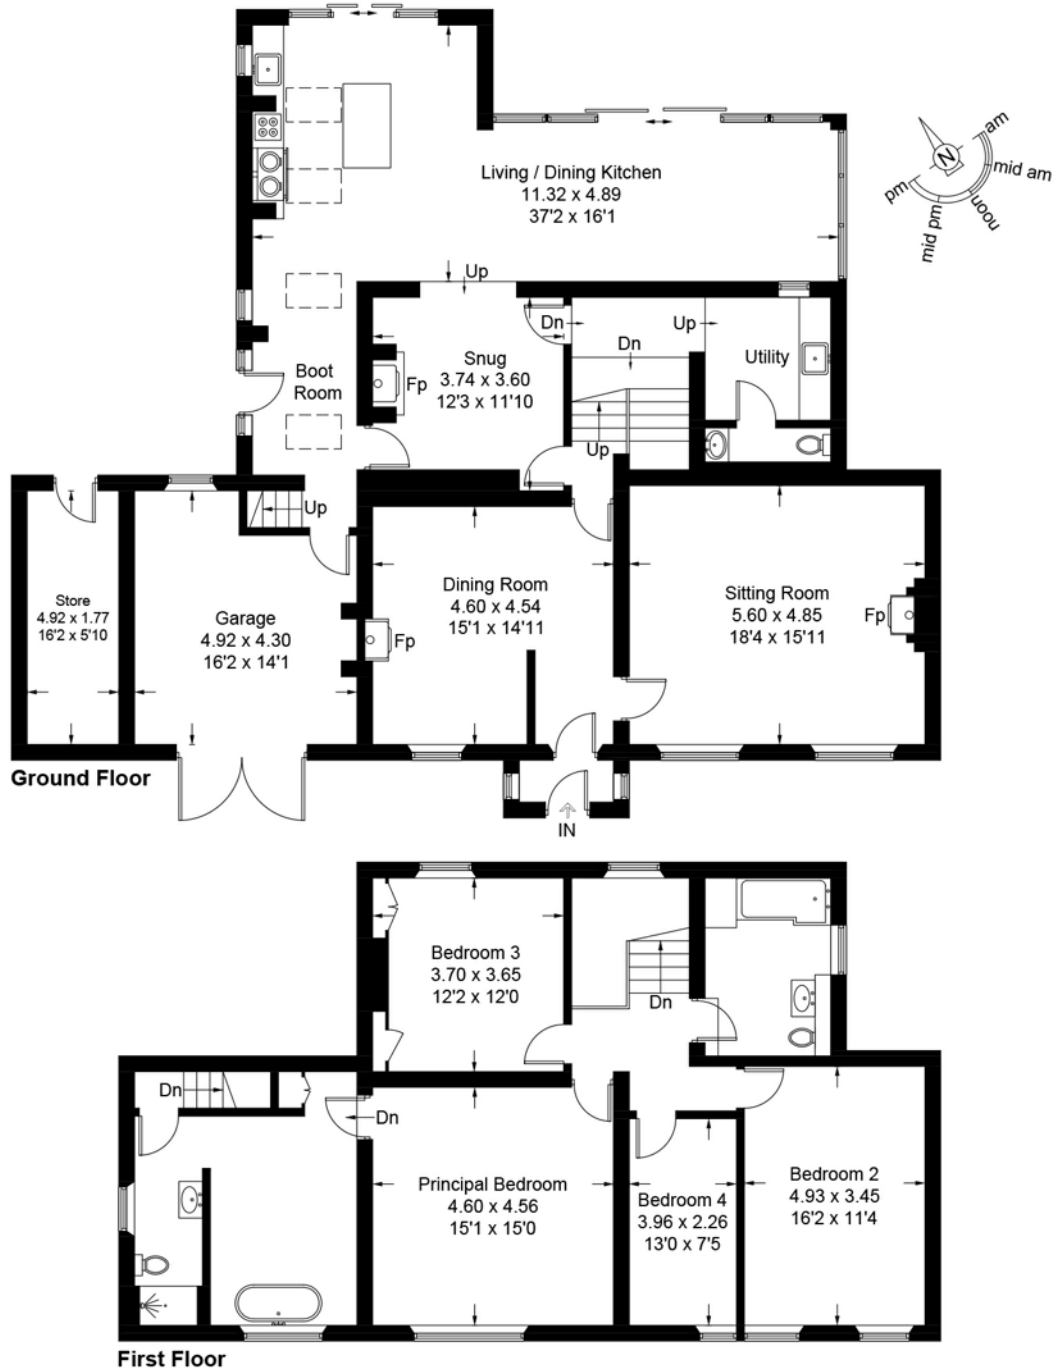 Living / Dining Kitchen
11.32 x 4.89
37'2 x 16'1
am
mid am
noon
mid pm
pm
N
Up
Dn
Up
Dn
Utility
Snug
3.74 x 3.60
12'3 x 11'10
Fp
Boot
Room
Up
Up
Store
4.92 x 1.77
16'2 x 5'10
Garage
4.92 x 4.30
16'2 x 14'1
Dining Room
4.60 x 4.54
15'1 x 14'11
Fp
Sitting Room
5.60 x 4.85
18'4 x 15'11
Fp
Ground Floor
IN
Bedroom 3
3.70 x 3.65
12'2 x 12'0
Dn
Dn
Dn
Principal Bedroom
4.60 x 4.56
15'1 x 15'0
Bedroom 4
3.96 x 2.26
13'0 x 7'5
Bedroom 2
4.93 x 3.45
16'2 x 11'4
First Floor